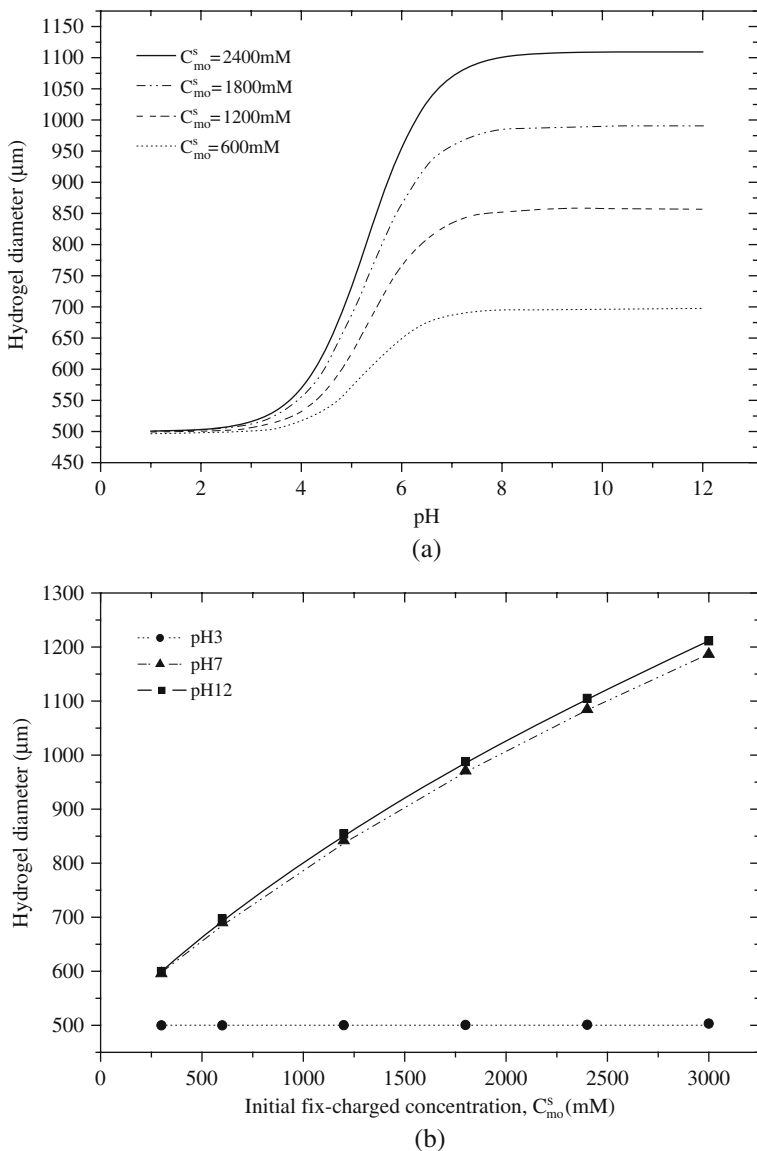 1150
1100
1050
1000
950
900
850
800
750
700
650
600
550
500
450
Hydrogel diameter (μm)
C^s_mo=2400mM
C^s_mo=1800mM
C^s_mo=1200mM
C^s_mo=600mM
0 2 4 6 8 10 12
pH
(a)
1300
1200
1100
1000
900
800
700
600
500
Hydrogel diameter (μm)
pH3
pH7
pH12
0 500 1000 1500 2000 2500 3000
Initial fix-charged concentration, C^s_mo(mM)
(b)